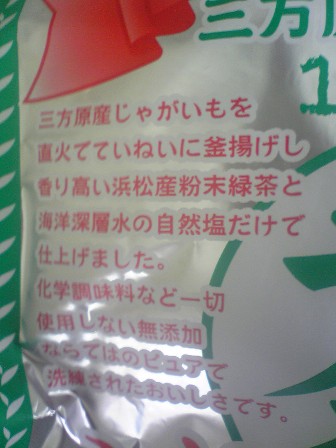 三方
1
三方原産じゃがいもを
直火でていねいに釜揚げし
香り高い浜松産粉末緑茶と
海洋深層水の自然塩だけで
仕上げました。
化学調味料など一切
使用しない無添加
ならではのピュアで
洗練されたおいしさです。